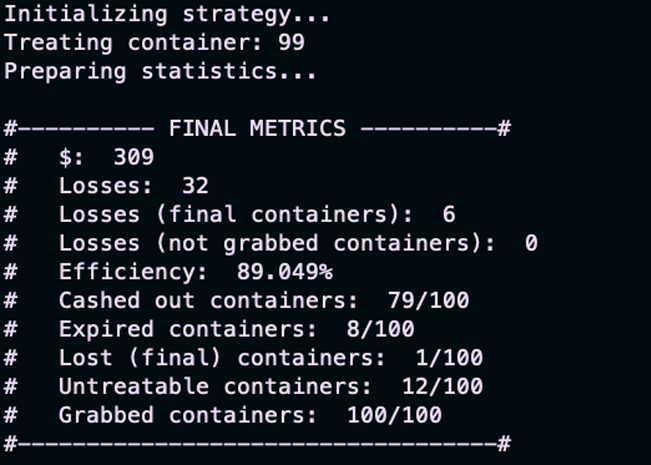 Initializing strategy...
Treating container: 99
Preparing statistics...
#---------- FINAL METRICS ----------#
#   $:  309
#   Losses:  32
#   Losses (final containers):  6
#   Losses (not grabbed containers):  0
#   Efficiency:  89.049%
#   Cashed out containers:  79/100
#   Expired containers:  8/100
#   Lost (final) containers:  1/100
#   Untreatable containers:  12/100
#   Grabbed containers:  100/100
#-----------------------------------#